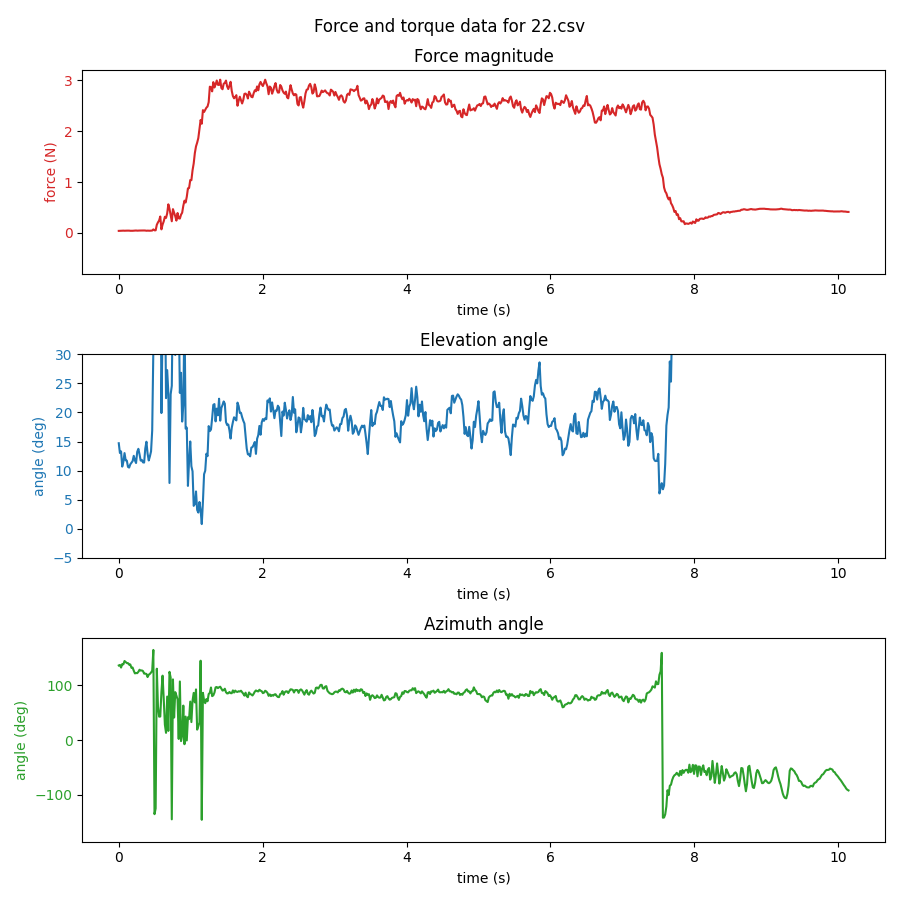 Force and torque data for 22.csv
Force magnitude
force (N)
3
2
1
0
0 2 4 6 8 10
time (s)
Elevation angle
angle (deg)
30
25
20
15
10
5
0
−5
0 2 4 6 8 10
time (s)
Azimuth angle
angle (deg)
100
0
−100
0 2 4 6 8 10
time (s)